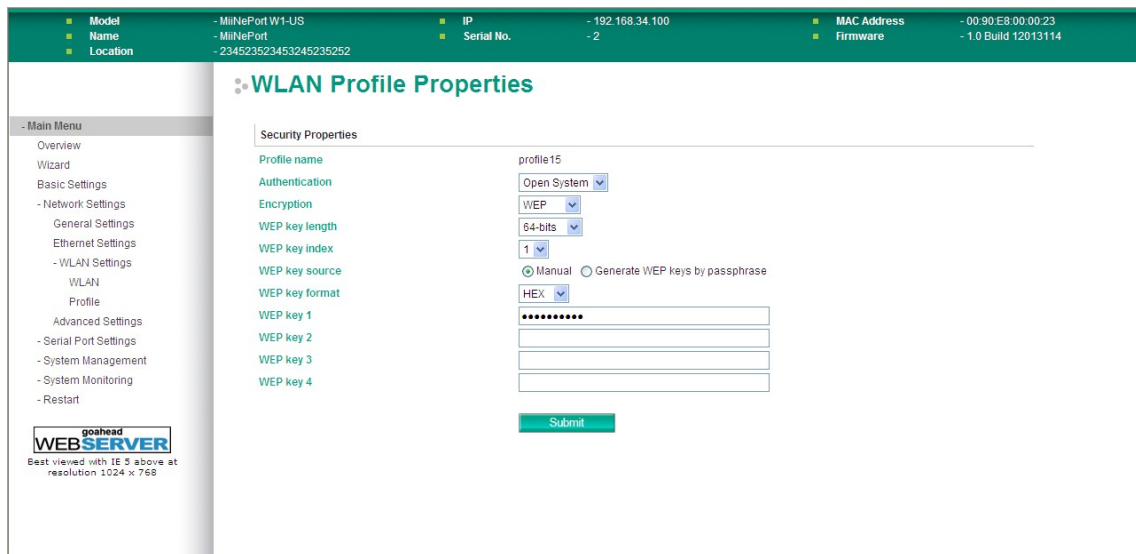 Model - MiiNePort W1-US IP - 192.168.34.100 MAC Address - 00:90:E8:00:00:23
Name - MiiNePort Serial No. - 2 Firmware - 1.0 Build 12013114
Location - 234523523453245235252
WLAN Profile Properties
- Main Menu
Overview
Wizard
Basic Settings
- Network Settings
General Settings
Ethernet Settings
- WLAN Settings
WLAN
Profile
Advanced Settings
- Serial Port Settings
- System Management
- System Monitoring
- Restart
goahead
WEBSERVER
Best viewed with IE 5 above at
resolution 1024 x 768
Security Properties
Profile name profile15
Authentication Open System
Encryption WEP
WEP key length 64-bits
WEP key index 1
WEP key source Manual Generate WEP keys by passphrase
WEP key format HEX
WEP key 1 ••••••••••
WEP key 2
WEP key 3
WEP key 4
Submit